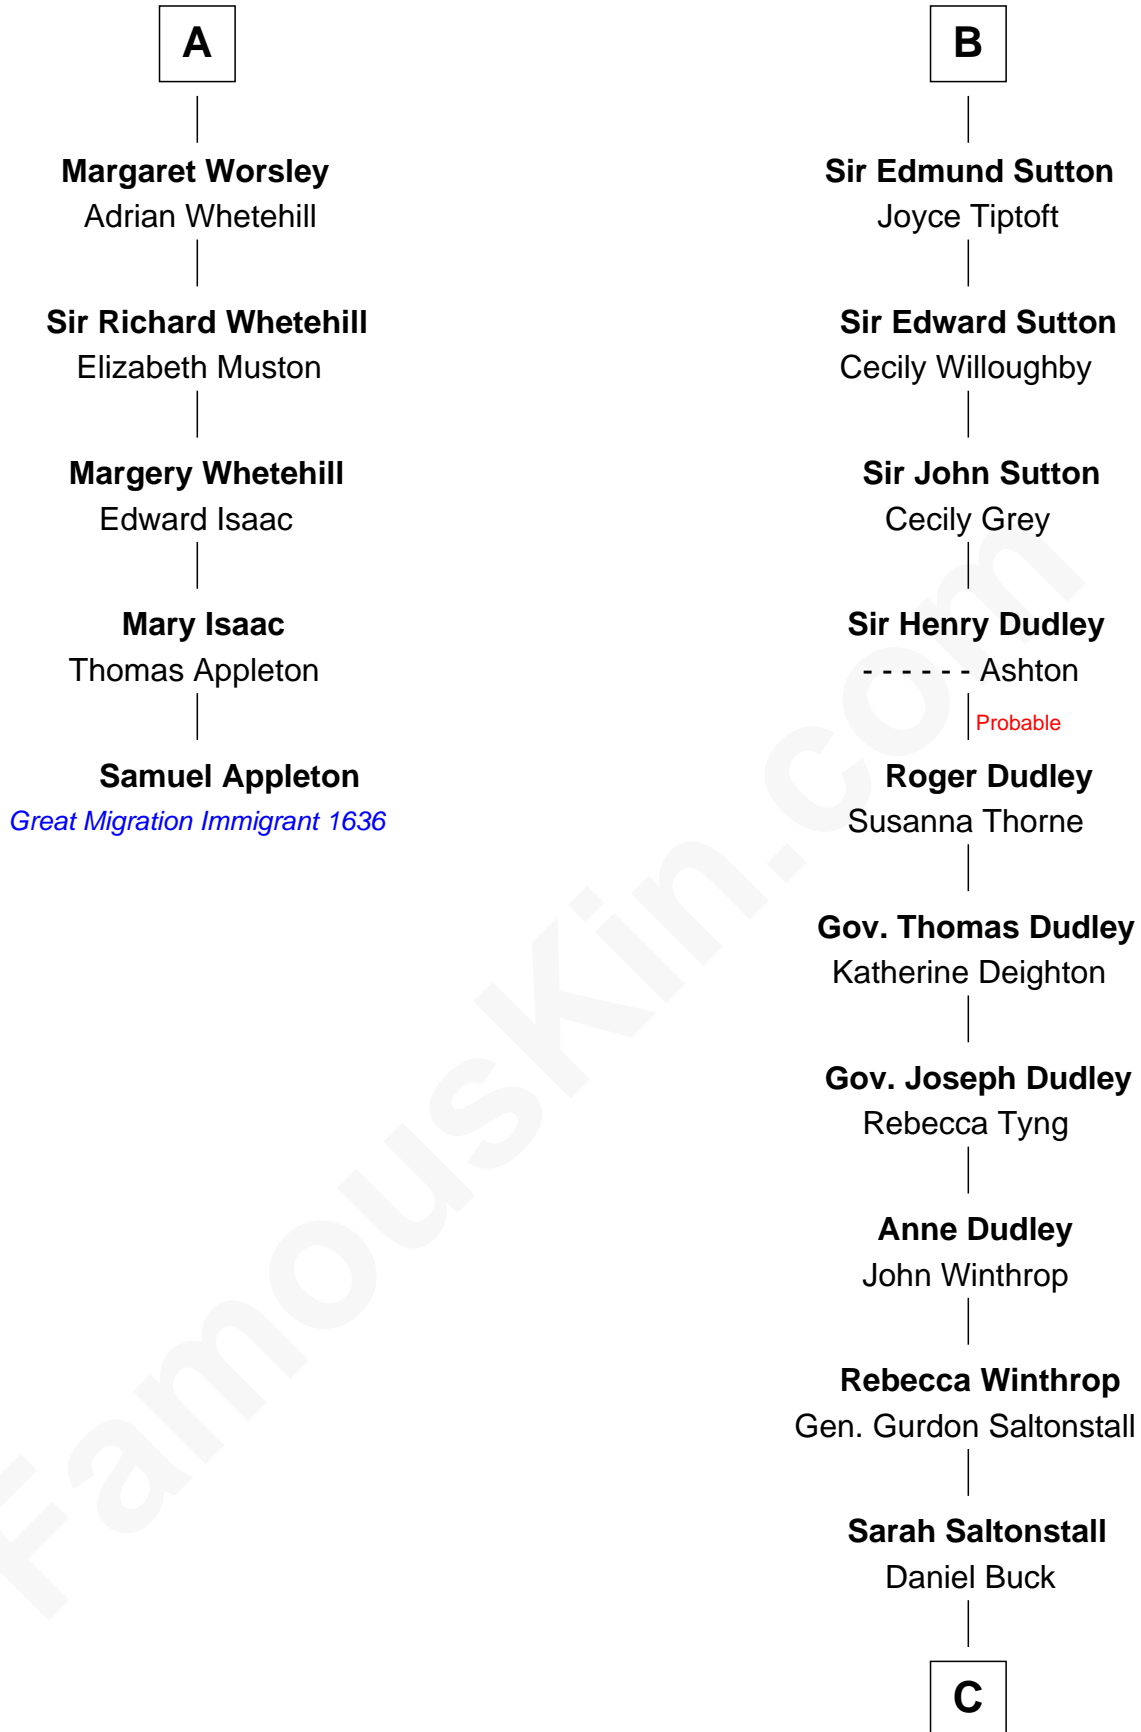 A
Margaret Worsley
Adrian Whetehill
Sir Richard Whetehill
Elizabeth Muston
Margery Whetehill
Edward Isaac
Mary Isaac
Thomas Appleton
Samuel Appleton
Great Migration Immigrant 1636
B
Sir Edmund Sutton
Joyce Tiptoft
Sir Edward Sutton
Cecily Willoughby
Sir John Sutton
Cecily Grey
Sir Henry Dudley
- - - - - - Ashton
Probable
Roger Dudley
Susanna Thorne
Gov. Thomas Dudley
Katherine Deighton
Gov. Joseph Dudley
Rebecca Tyng
Anne Dudley
John Winthrop
Rebecca Winthrop
Gen. Gurdon Saltonstall
Sarah Saltonstall
Daniel Buck
C
FamousKin.com